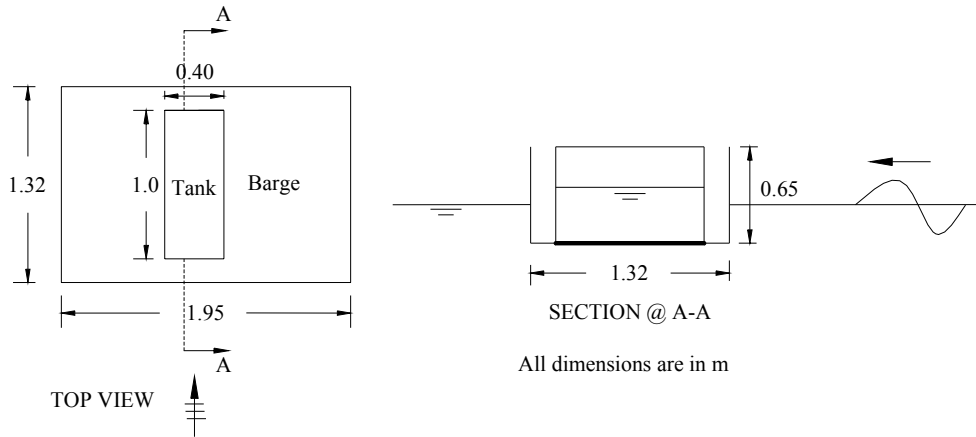 A
0.40
1.32
1.0
Tank
Barge
1.95
A
TOP VIEW
0.65
1.32
SECTION @ A-A
All dimensions are in m